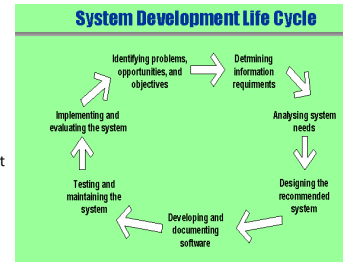 System Development Life Cycle
Identifying problems,
opportunities, and
objectives
Detmining
information
requirments
Analysing system
needs
Designing the
recommended
system
Developing and
documenting
software
Testing and
maintaining the
system
Implementing and
evaluating the system
t